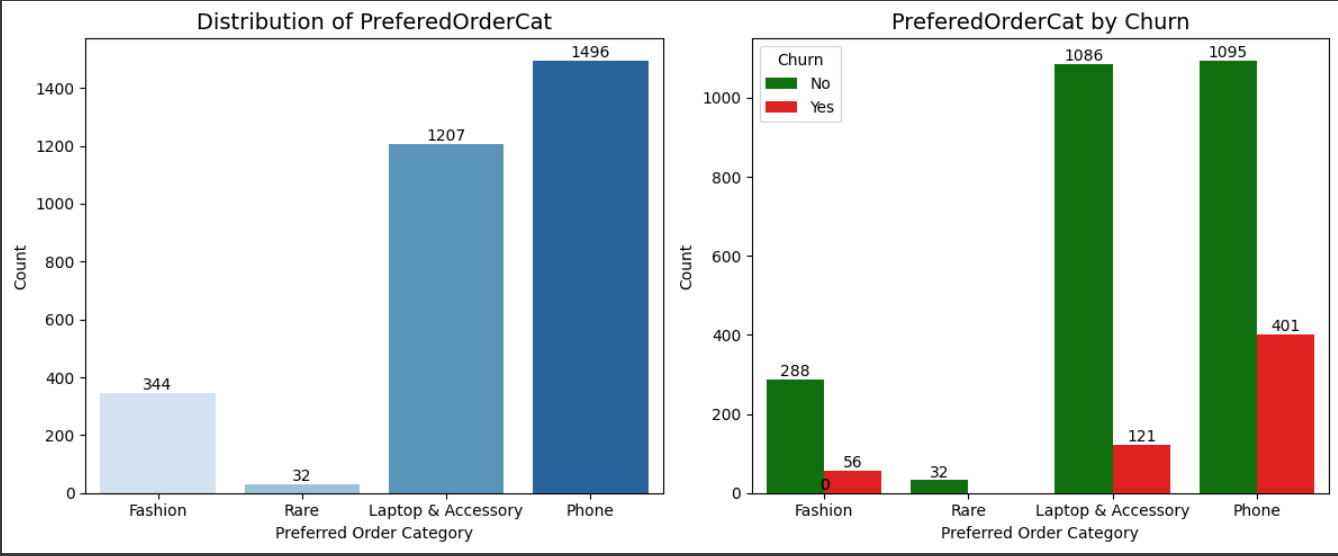 Distribution of PreferedOrderCat
1496
1400
1207
1200
1000
Count
800
600
400
344
200
32
0
Fashion Rare Laptop & Accessory Phone
Preferred Order Category
PreferedOrderCat by Churn
Churn
No
Yes
1086 1095
1000
800
Count
600
400
401
288
200
121
56
32
0
0
Fashion Rare Laptop & Accessory Phone
Preferred Order Category